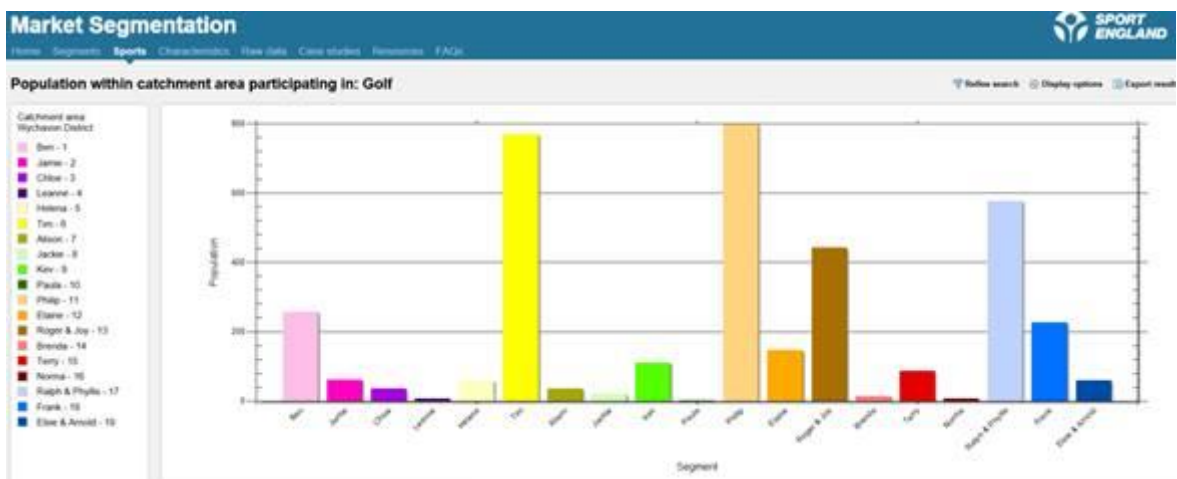 Market Segmentation
SPORT
ENGLAND
Home Segments Sports Characteristics Raw data Case studies Resources FAQs
Population within catchment area participating in: Golf
Refine search Display options Export result
Catchment area
Wychavon District
Ben - 1
Jamie - 2
Chloe - 3
Leanne - 4
Helena - 5
Tim - 6
Alison - 7
Jackie - 8
Kev - 9
Paula - 10
Philip - 11
Elaine - 12
Roger & Joy - 13
Brenda - 14
Terry - 15
Norma - 16
Ralph & Phyllis - 17
Frank - 18
Elsie & Arnold - 19
800
600
400
200
0
Population
Ben Jamie Chloe Leanne Helena Tim Alison Jackie Kev Paula Philip Elaine Roger & Joy Brenda Terry Norma Ralph & Phyllis Frank Elsie & Arnold
Segment